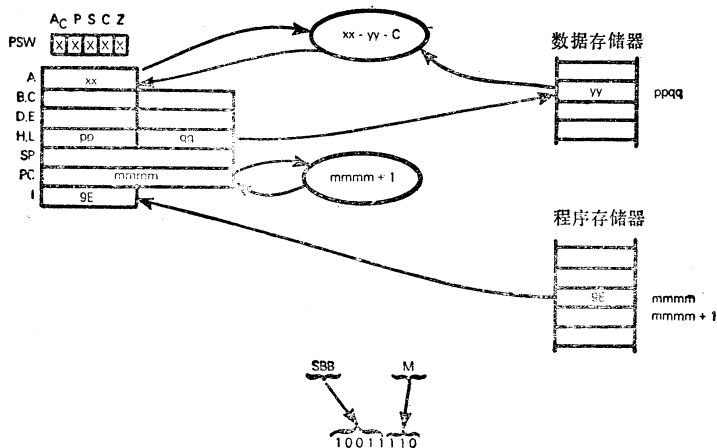 A_C P S C Z
PSW X X X X X
xx - yy - C
数据存储器
A xx
B,C
D,E
H,L pp qq
SP
PC mmmm
I 9E
yy ppqq
mmmm + 1
程序存储器
9E mmmm
mmmm + 1
SBB M
10011110